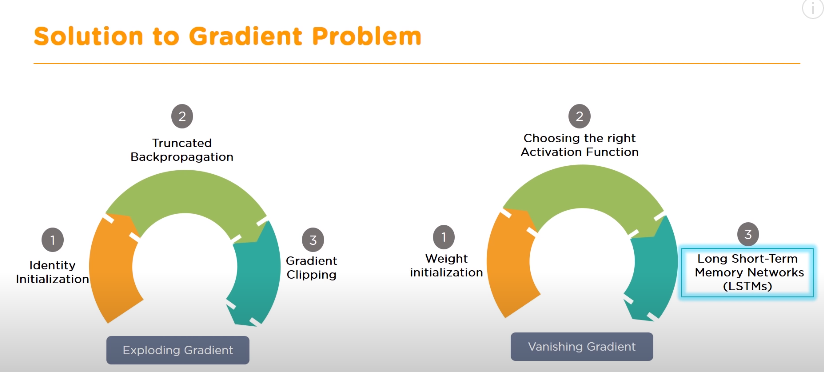 Solution to Gradient Problem
2
Truncated
Backpropagation
1
Identity
Initialization
3
Gradient
Clipping
Exploding Gradient
2
Choosing the right
Activation Function
1
Weight
initialization
3
Long Short-Term
Memory Networks
(LSTMs)
Vanishing Gradient
i